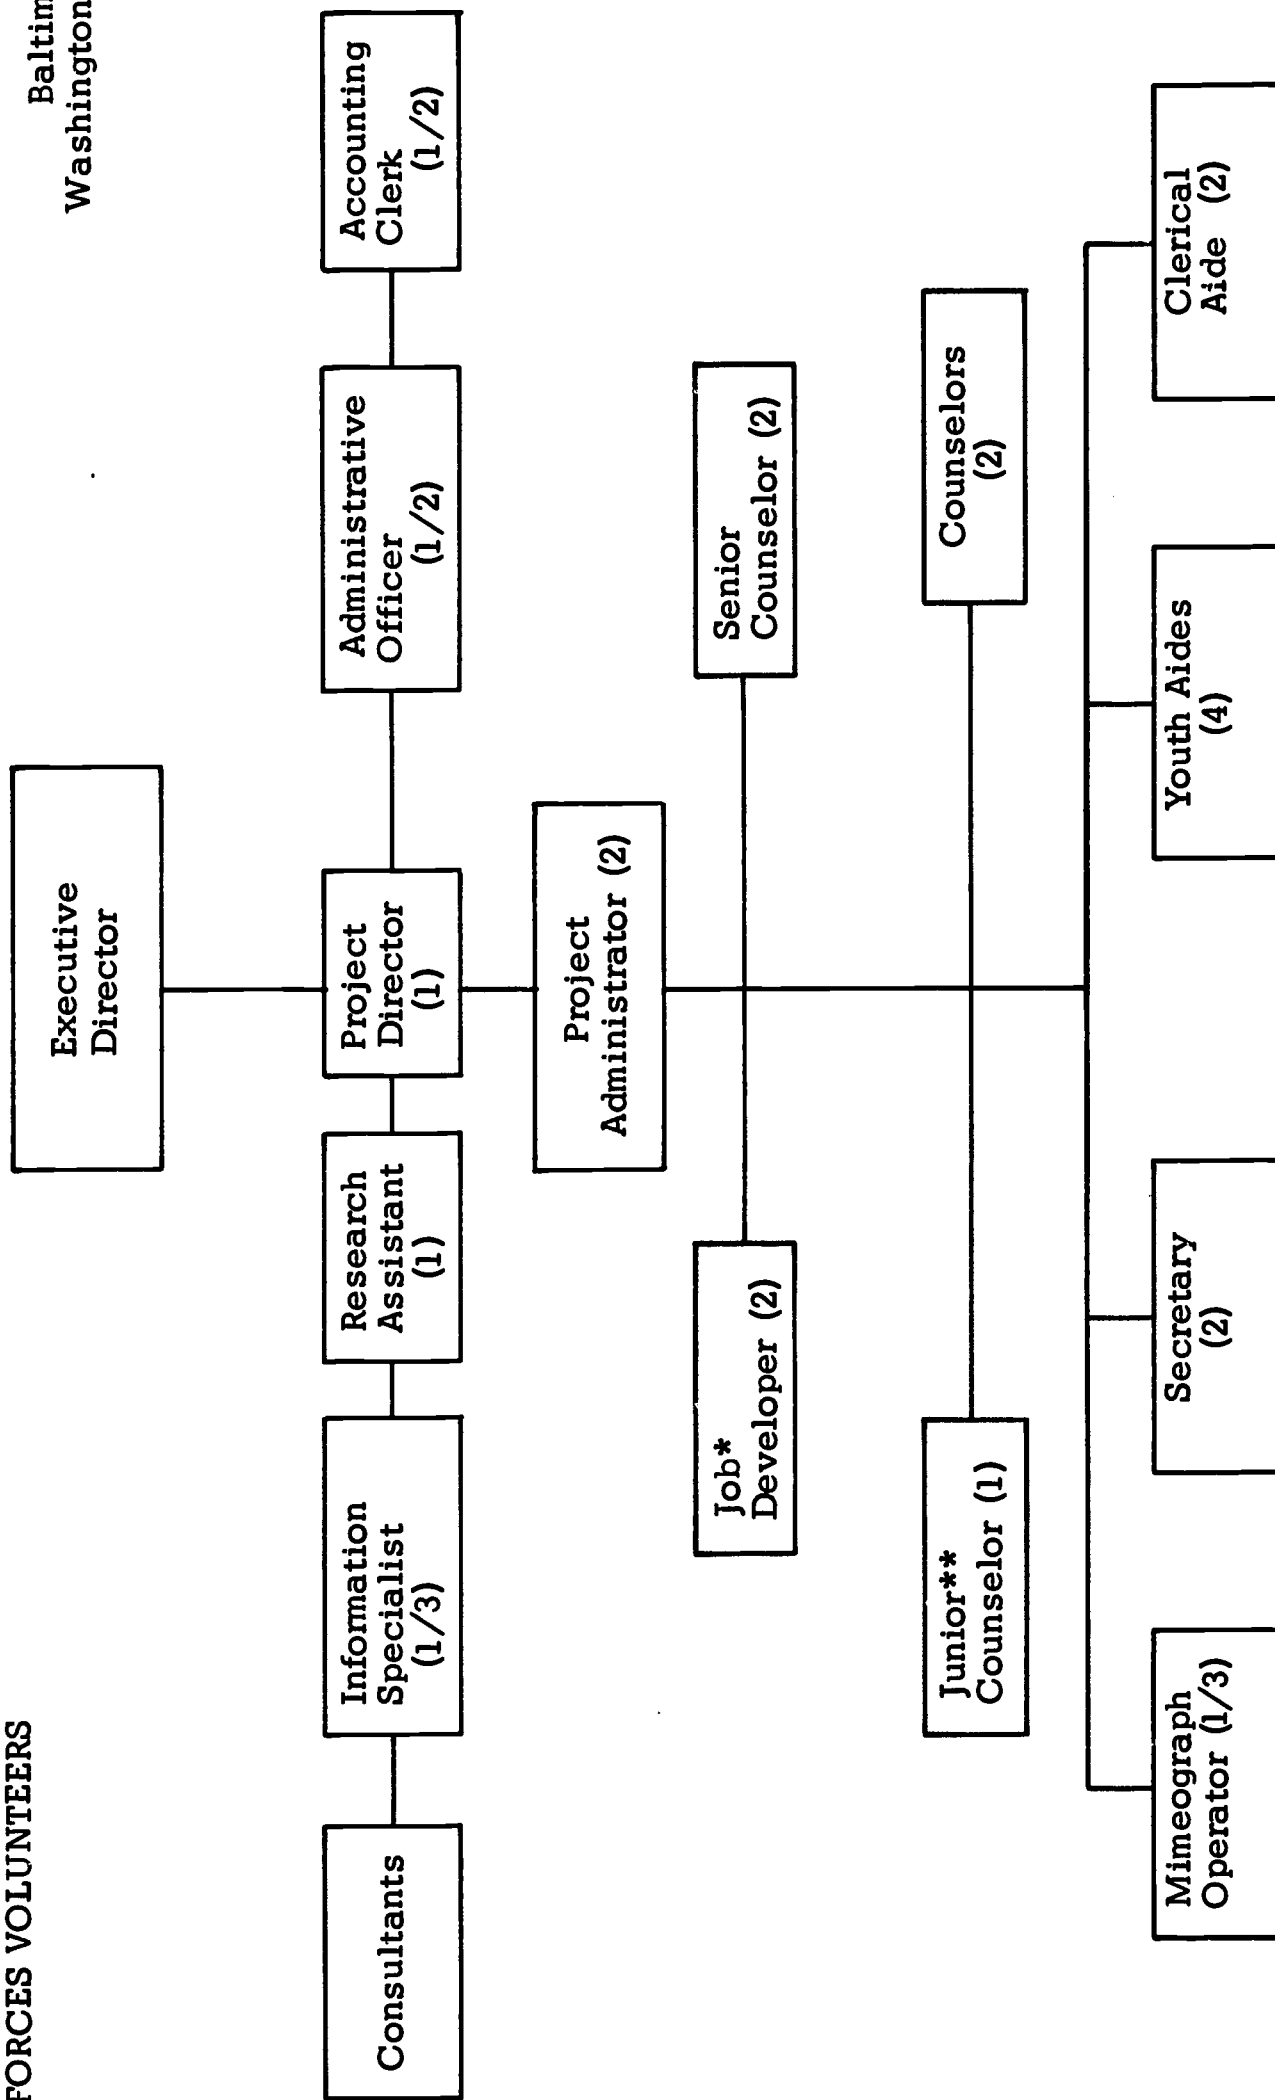 FORCES VOLUNTEERS
Baltim
Washington
Executive
Director
Consultants
Information
Specialist
(1/3)
Research
Assistant
(1)
Project
Director
(1)
Administrative
Officer
(1/2)
Accounting
Clerk
(1/2)
Project
Administrator (2)
Job*
Developer (2)
Senior
Counselor (2)
Junior**
Counselor (1)
Counselors
(2)
Mimeograph
Operator (1/3)
Secretary
(2)
Youth Aides
(4)
Clerical
Aide (2)